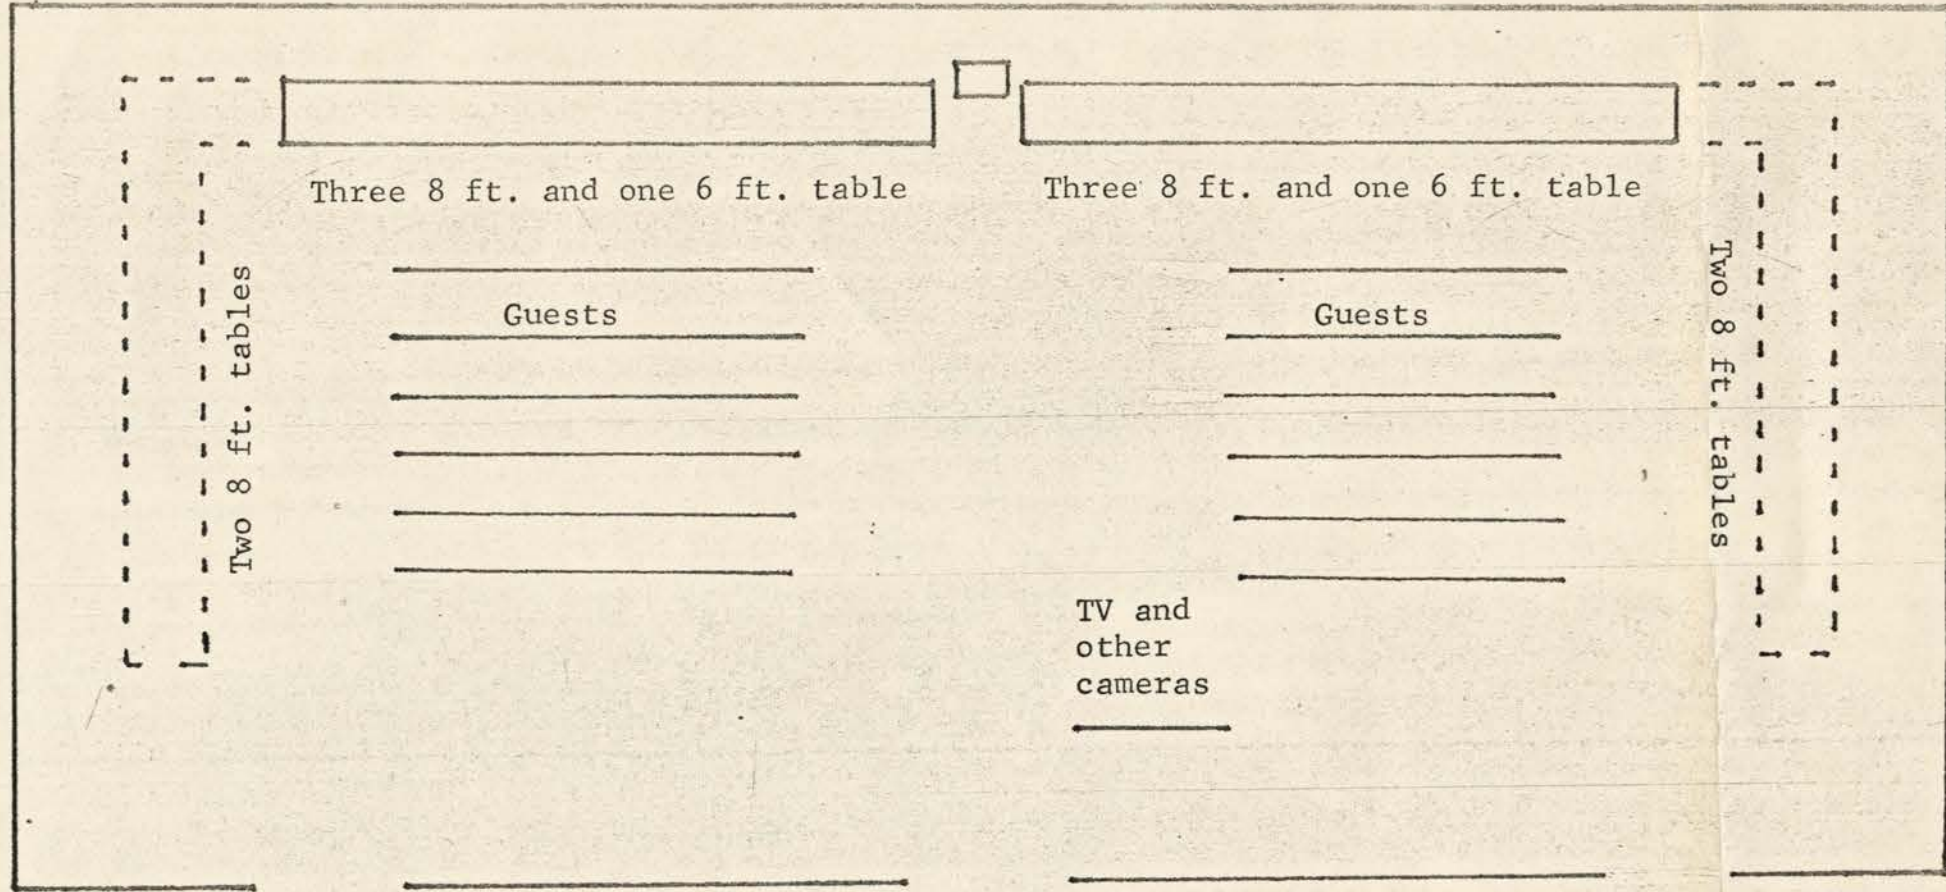 Three 8 ft. and one 6 ft. table
Three 8 ft. and one 6 ft. table
Two 8 ft. tables
Guests
Guests
Two 8 ft. tables
TV and
other
cameras